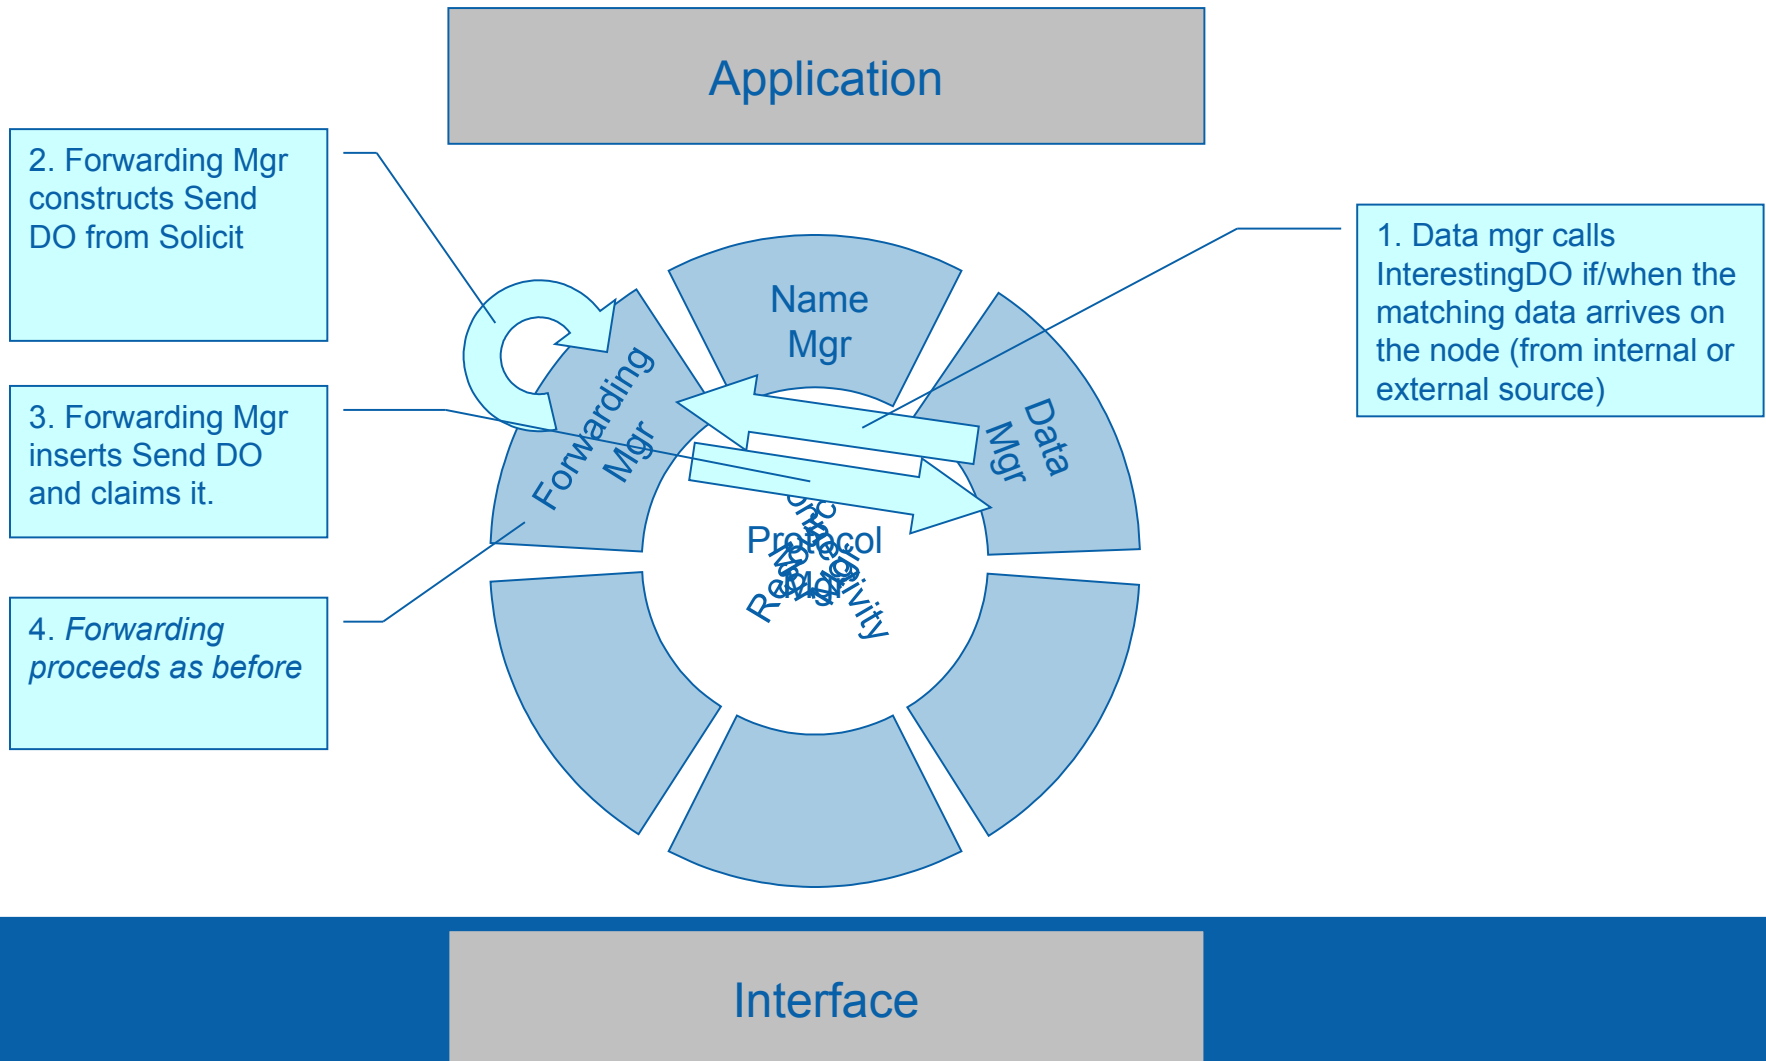 Application
2. Forwarding Mgr
constructs Send
DO from Solicit
1. Data mgr calls
InterestingDO if/when the
matching data arrives on
the node (from internal or
external source)
Name
Mgr
Forwarding
Mgr
Data
Mgr
3. Forwarding Mgr
inserts Send DO
and claims it.
Protocol
Mgr
4. Forwarding
proceeds as before
Interface